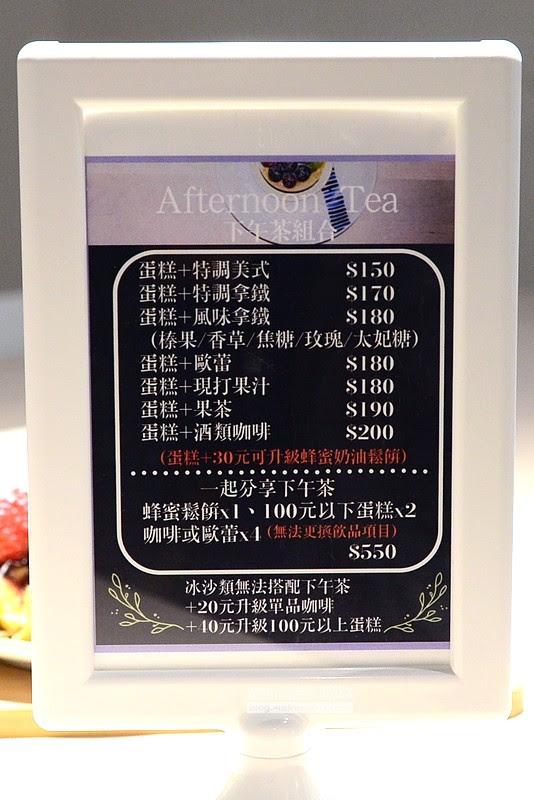 Afternoon Tea
下午茶組合
蛋糕+特調美式 $150
蛋糕+特調拿鐵 $170
蛋糕+風味拿鐵 $180
(榛果/香草/焦糖/玫瑰/太妃糖)
蛋糕+歐蕾 $180
蛋糕+現打果汁 $180
蛋糕+果茶 $190
蛋糕+酒類咖啡 $200
(蛋糕+30元可升級蜂蜜奶油鬆餅)
一起分享下午茶
蜂蜜鬆餅x1、100元以下蛋糕x2
咖啡或歐蕾x4 (無法更換飲品項目)
$550
冰沙類無法搭配下午茶
+20元升級單品咖啡
+40元升級100元以上蛋糕